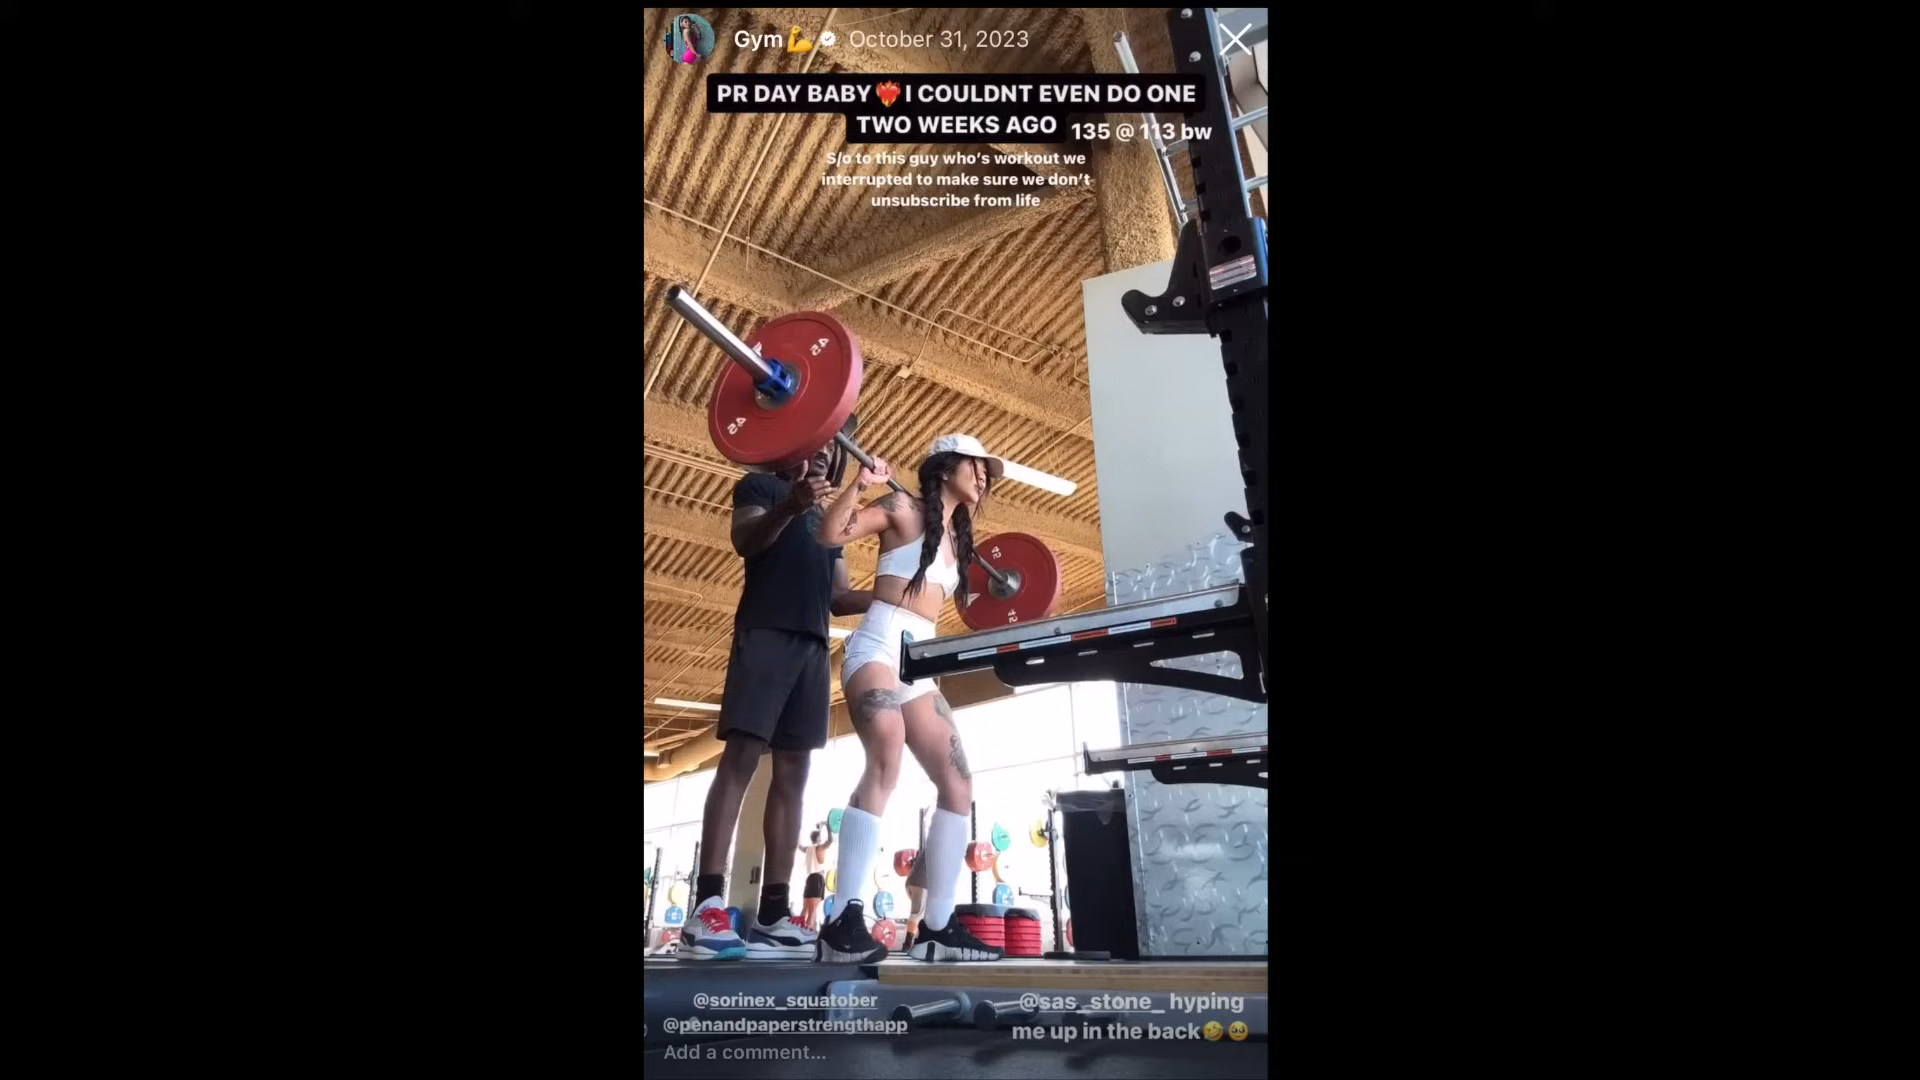 Gym💪 October 31, 2023
PR DAY BABY❤️‍🔥I COULDNT EVEN DO ONE
TWO WEEKS AGO
135 @ 113 bw
S/o to this guy who's workout we
interrupted to make sure we don't
unsubscribe from life
45
45
45
45
@sorinex_squatober
@penandpaperstrengthapp
@sas_stone_ hyping
me up in the back🤣🥹
Add a comment...